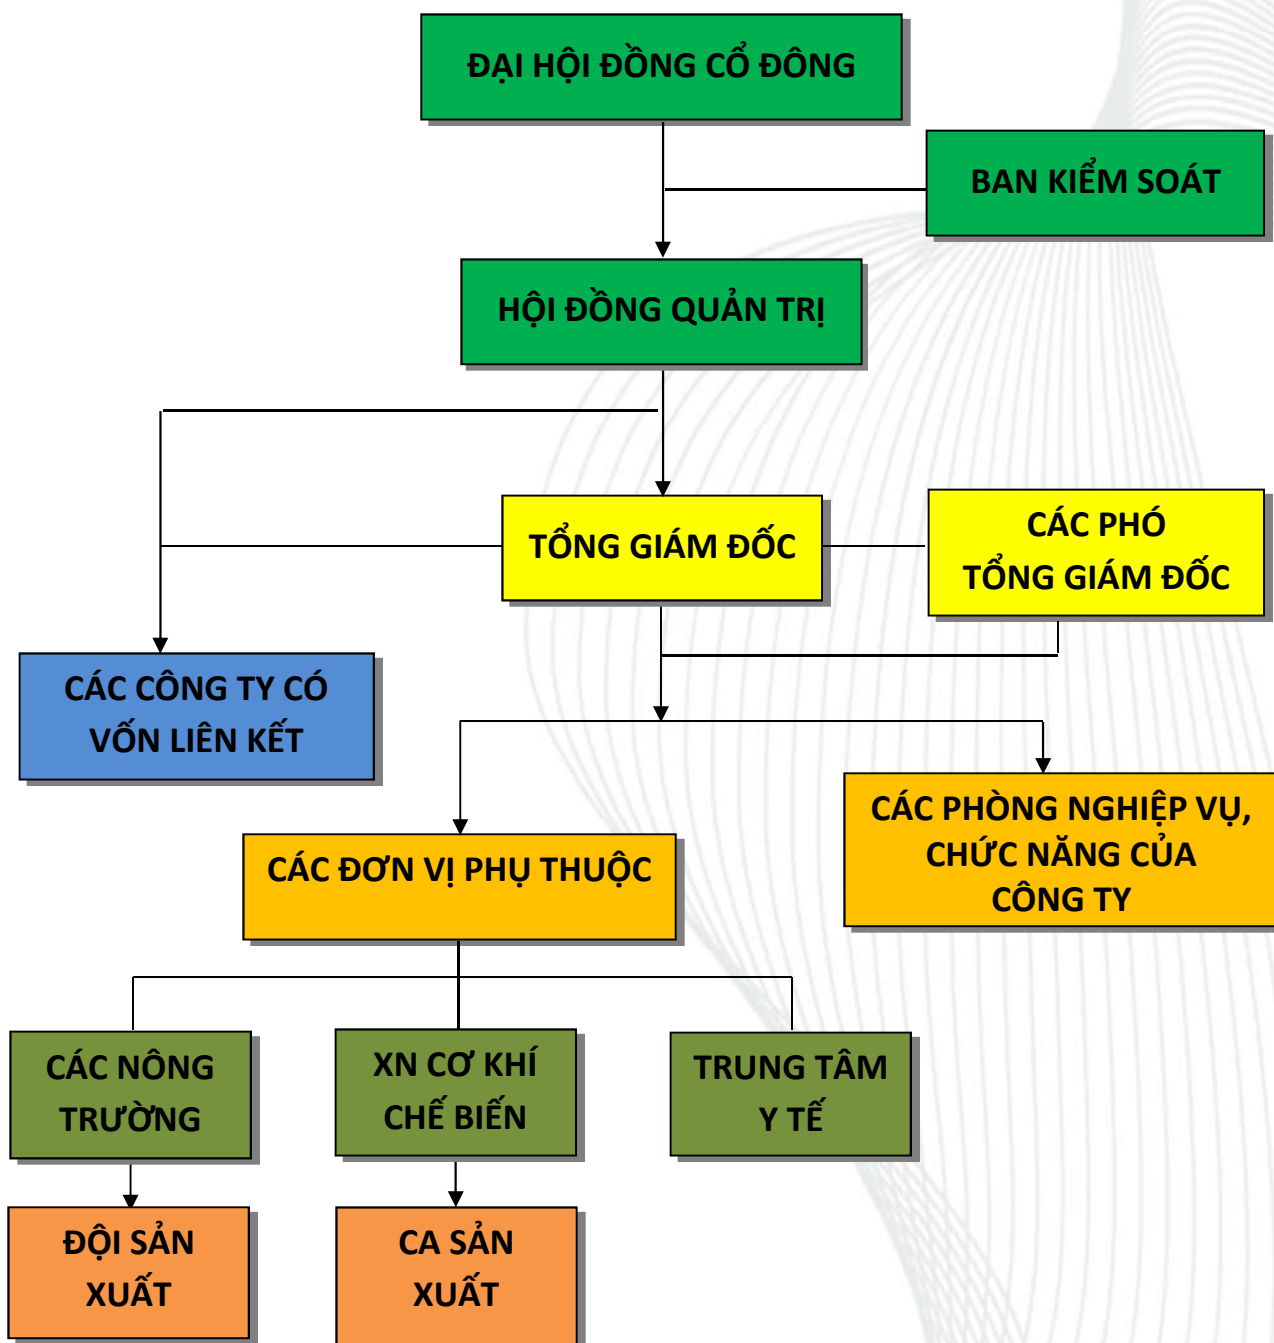 ĐẠI HỘI ĐỒNG CỔ ĐÔNG
BAN KIỂM SOÁT
HỘI ĐỒNG QUẢN TRỊ
TỔNG GIÁM ĐỐC
CÁC PHÓ
TỔNG GIÁM ĐỐC
CÁC CÔNG TY CÓ
VỐN LIÊN KẾT
CÁC PHÒNG NGHIỆP VỤ,
CHỨC NĂNG CỦA
CÔNG TY
CÁC ĐƠN VỊ PHỤ THUỘC
CÁC NÔNG
TRƯỜNG
XN CƠ KHÍ
CHẾ BIẾN
TRUNG TÂM
Y TẾ
ĐỘI SẢN
XUẤT
CA SẢN
XUẤT